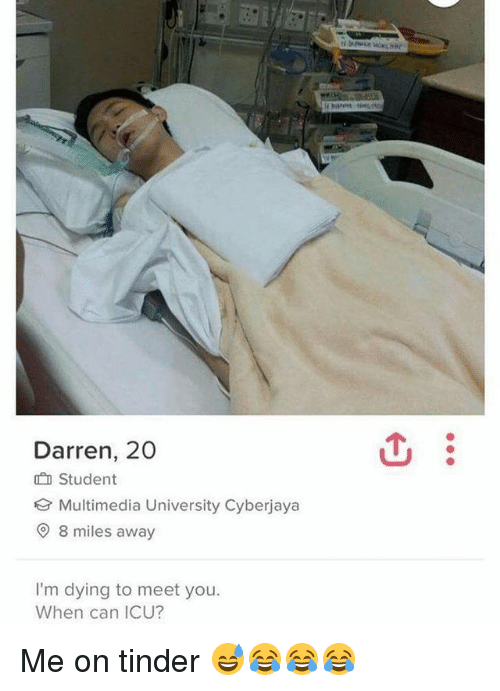 Darren, 20
Student
Multimedia University Cyberjaya
8 miles away
I'm dying to meet you.
When can ICU?
Me on tinder 😅😂😂😂